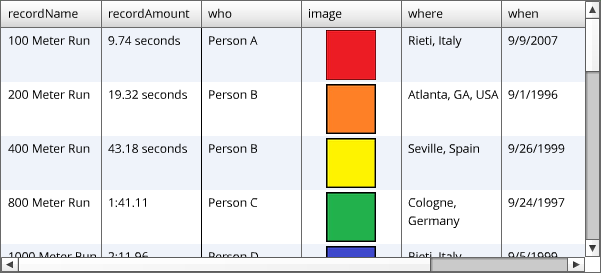 recordName recordAmount who image where when
100 Meter Run 9.74 seconds Person A Rieti, Italy 9/9/2007
200 Meter Run 19.32 seconds Person B Atlanta, GA, USA 9/1/1996
400 Meter Run 43.18 seconds Person B Seville, Spain 9/26/1999
800 Meter Run 1:41.11 Person C Cologne, 9/24/1997
Germany
1000 Meter Run 2:11.96 Person D Rieti, Italy 9/5/1999